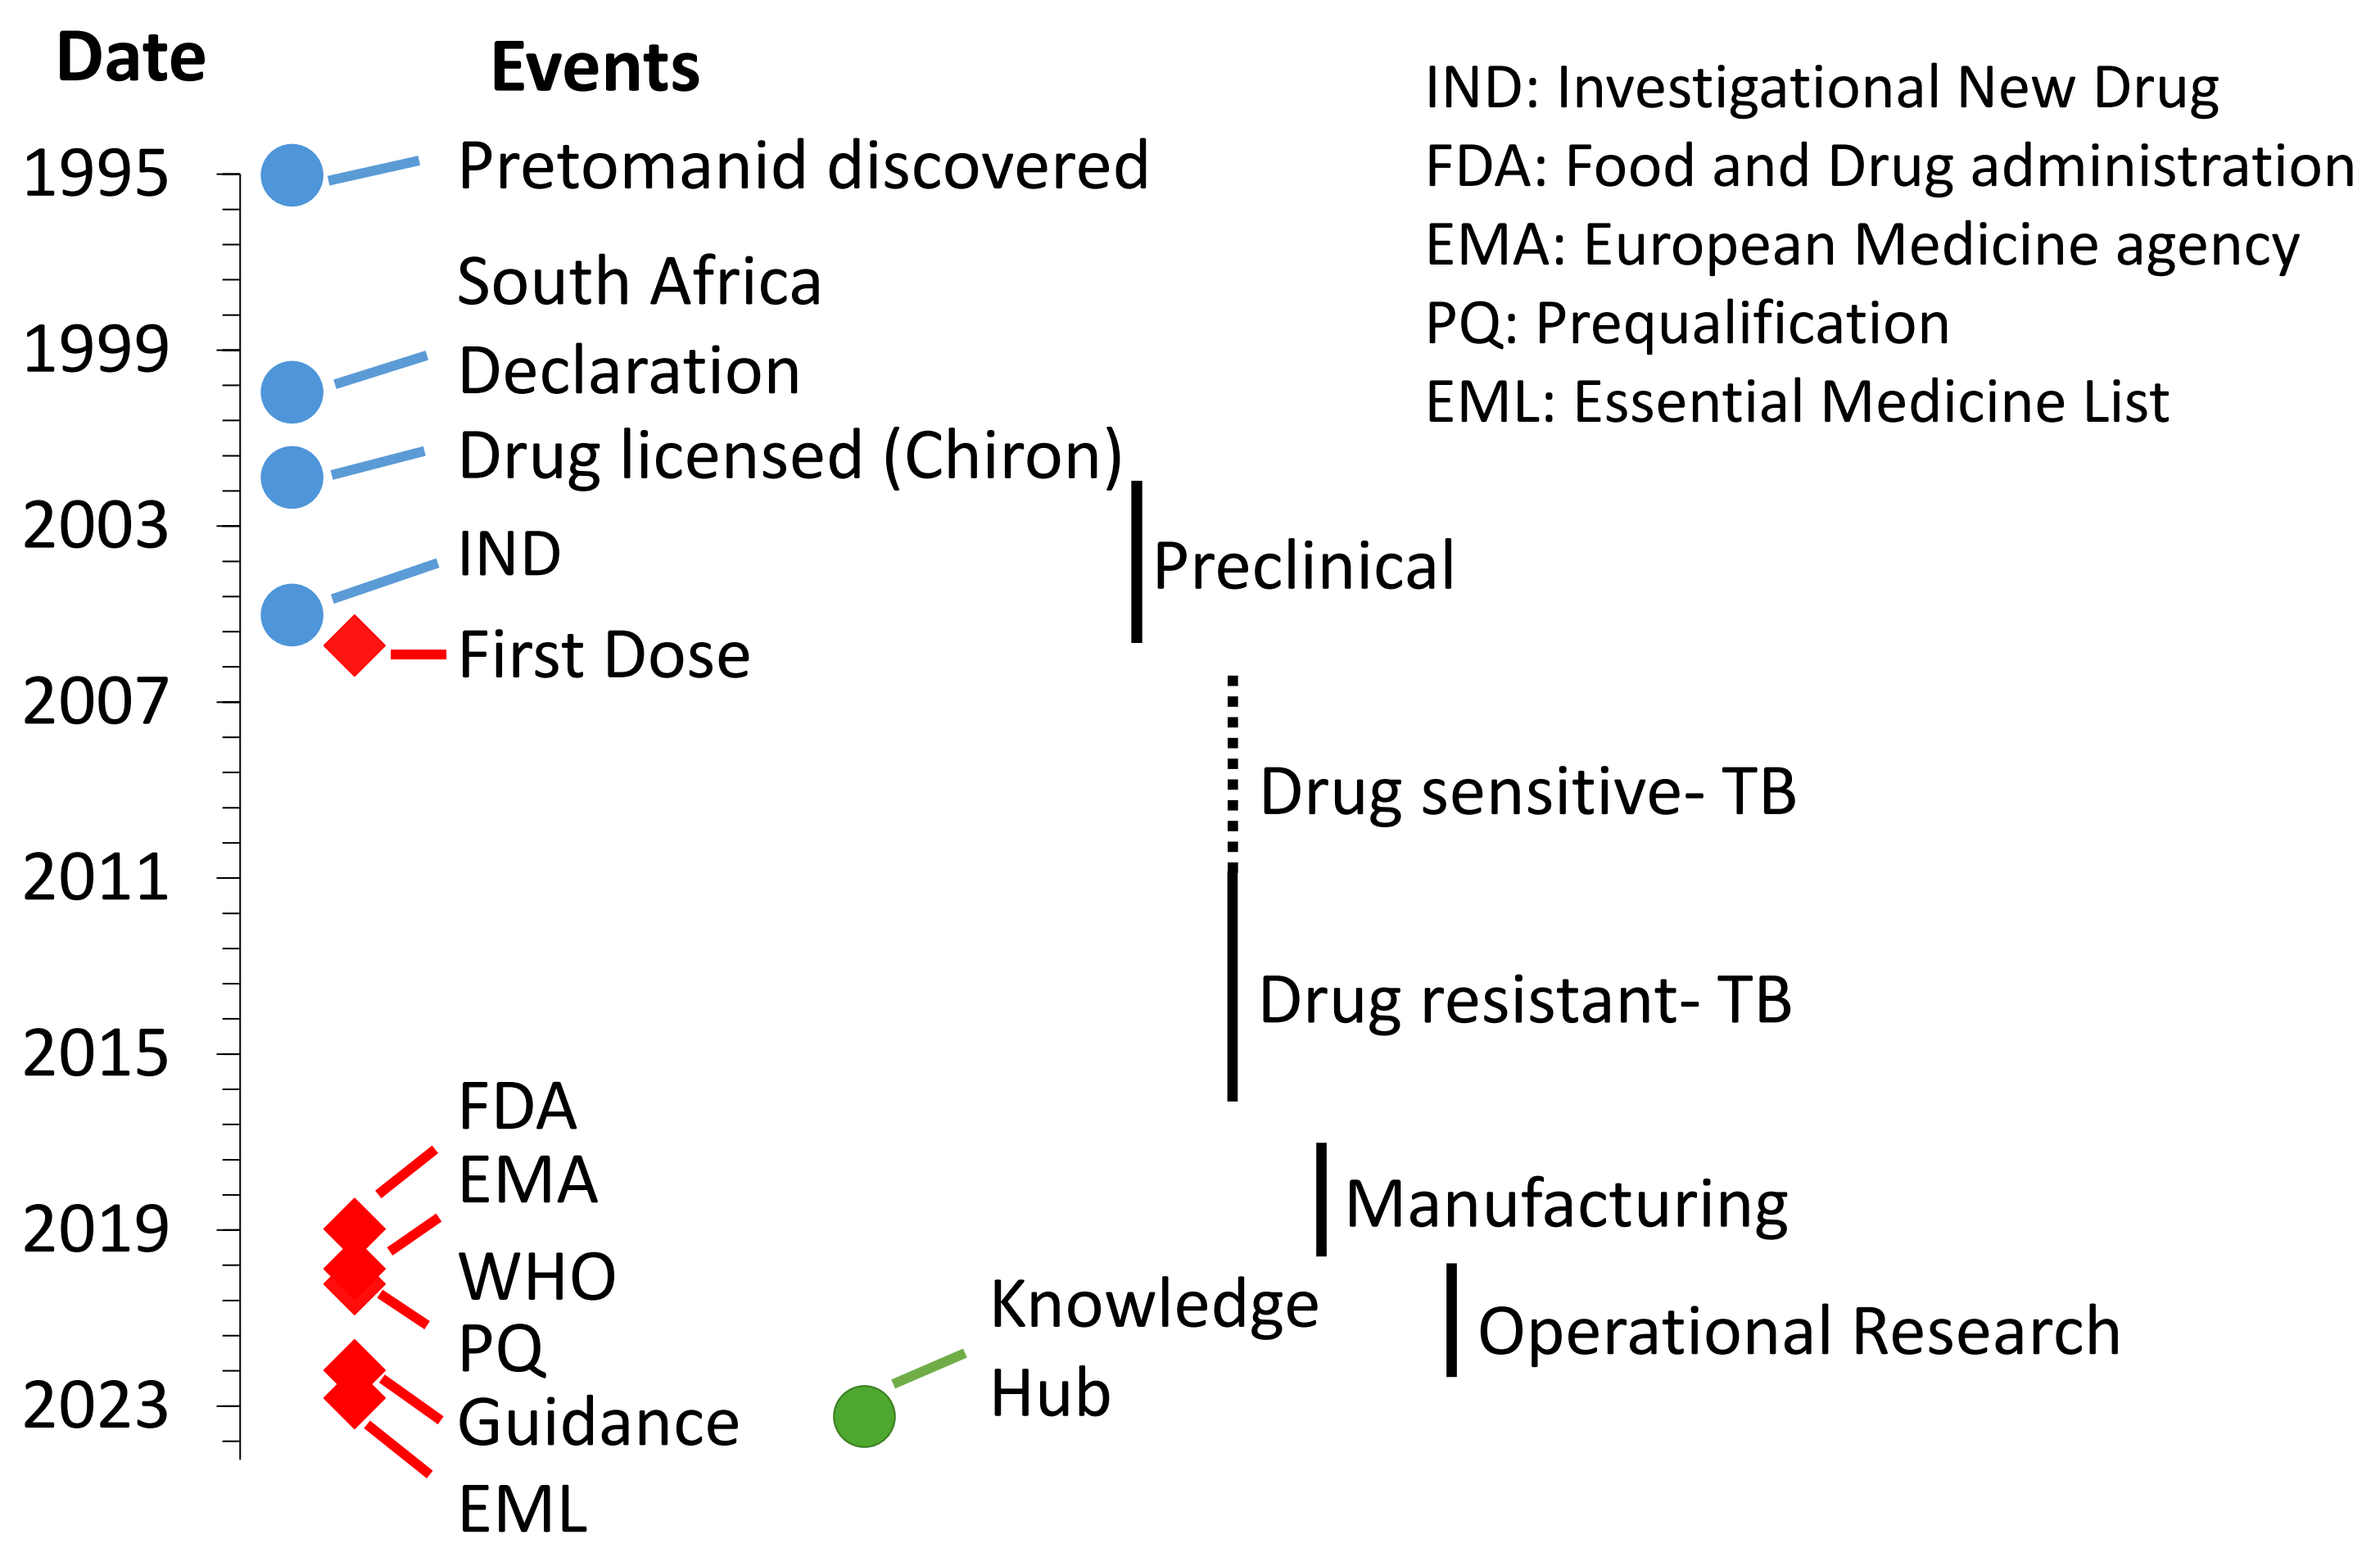 Date
Events
IND: Investigational New Drug
FDA: Food and Drug administration
EMA: European Medicine agency
PQ: Prequalification
EML: Essential Medicine List
1995
Pretomanid discovered
South Africa
1999
Declaration
Drug licensed (Chiron)
2003
IND
Preclinical
First Dose
2007
Drug sensitive- TB
2011
Drug resistant- TB
2015
FDA
EMA
Manufacturing
2019
WHO
PQ
Knowledge
Hub
Operational Research
2023
Guidance
EML